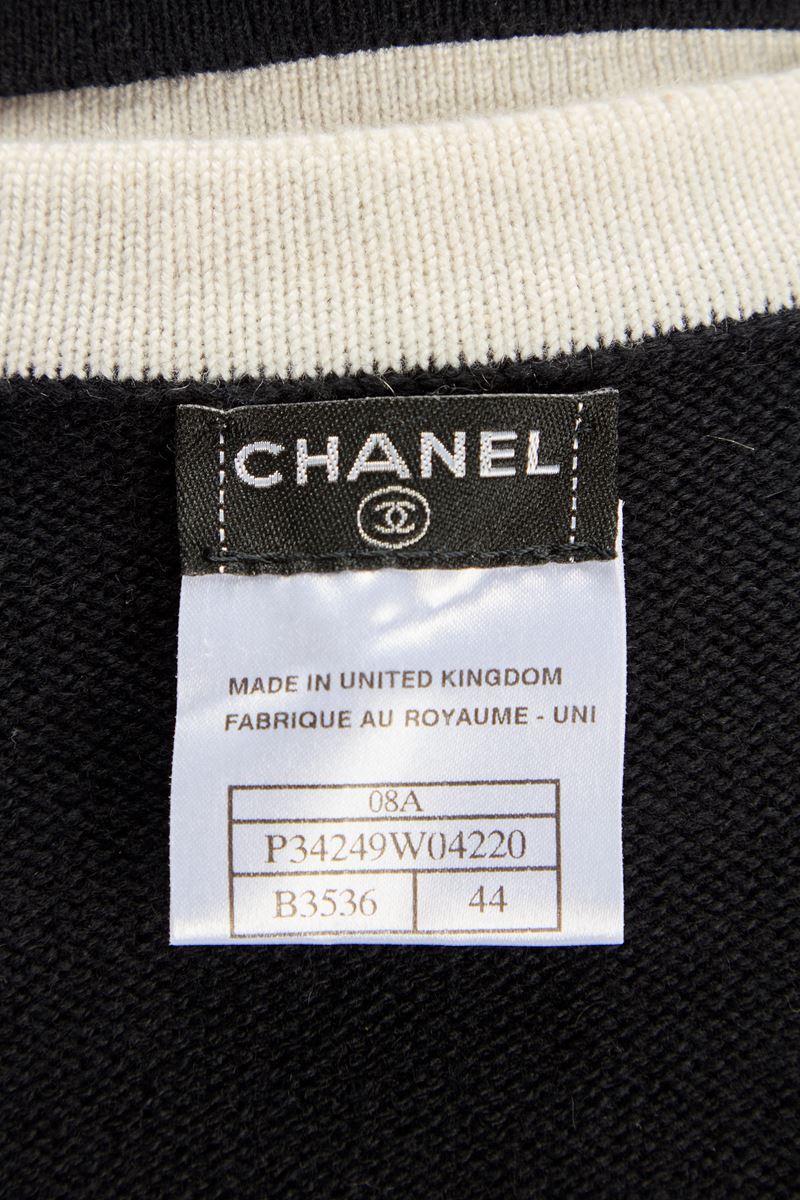 CHANEL
MADE IN UNITED KINGDOM
FABRIQUE AU ROYAUME - UNI
08A
P34249W04220
B3536 44